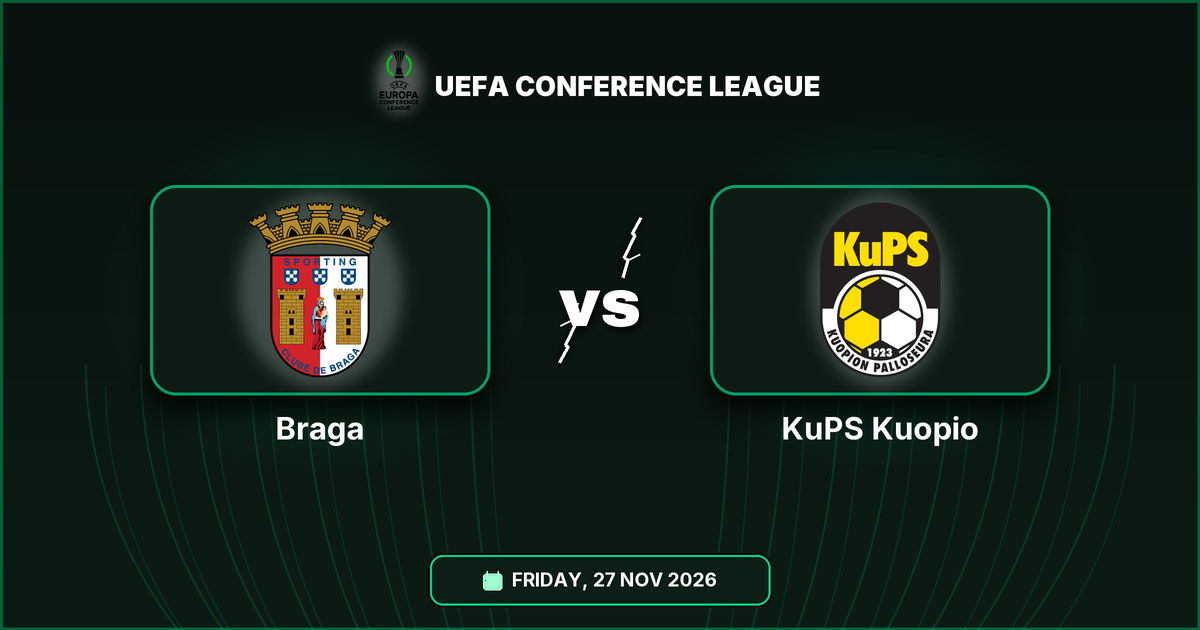 UEFA
EUROPA
CONFERENCE
LEAGUE
UEFA CONFERENCE LEAGUE
SPORTING
CLUBE DE BRAGA
VS
KuPS
1923
KUOPION PALLOSEURA
Braga
KuPS Kuopio
FRIDAY, 27 NOV 2026